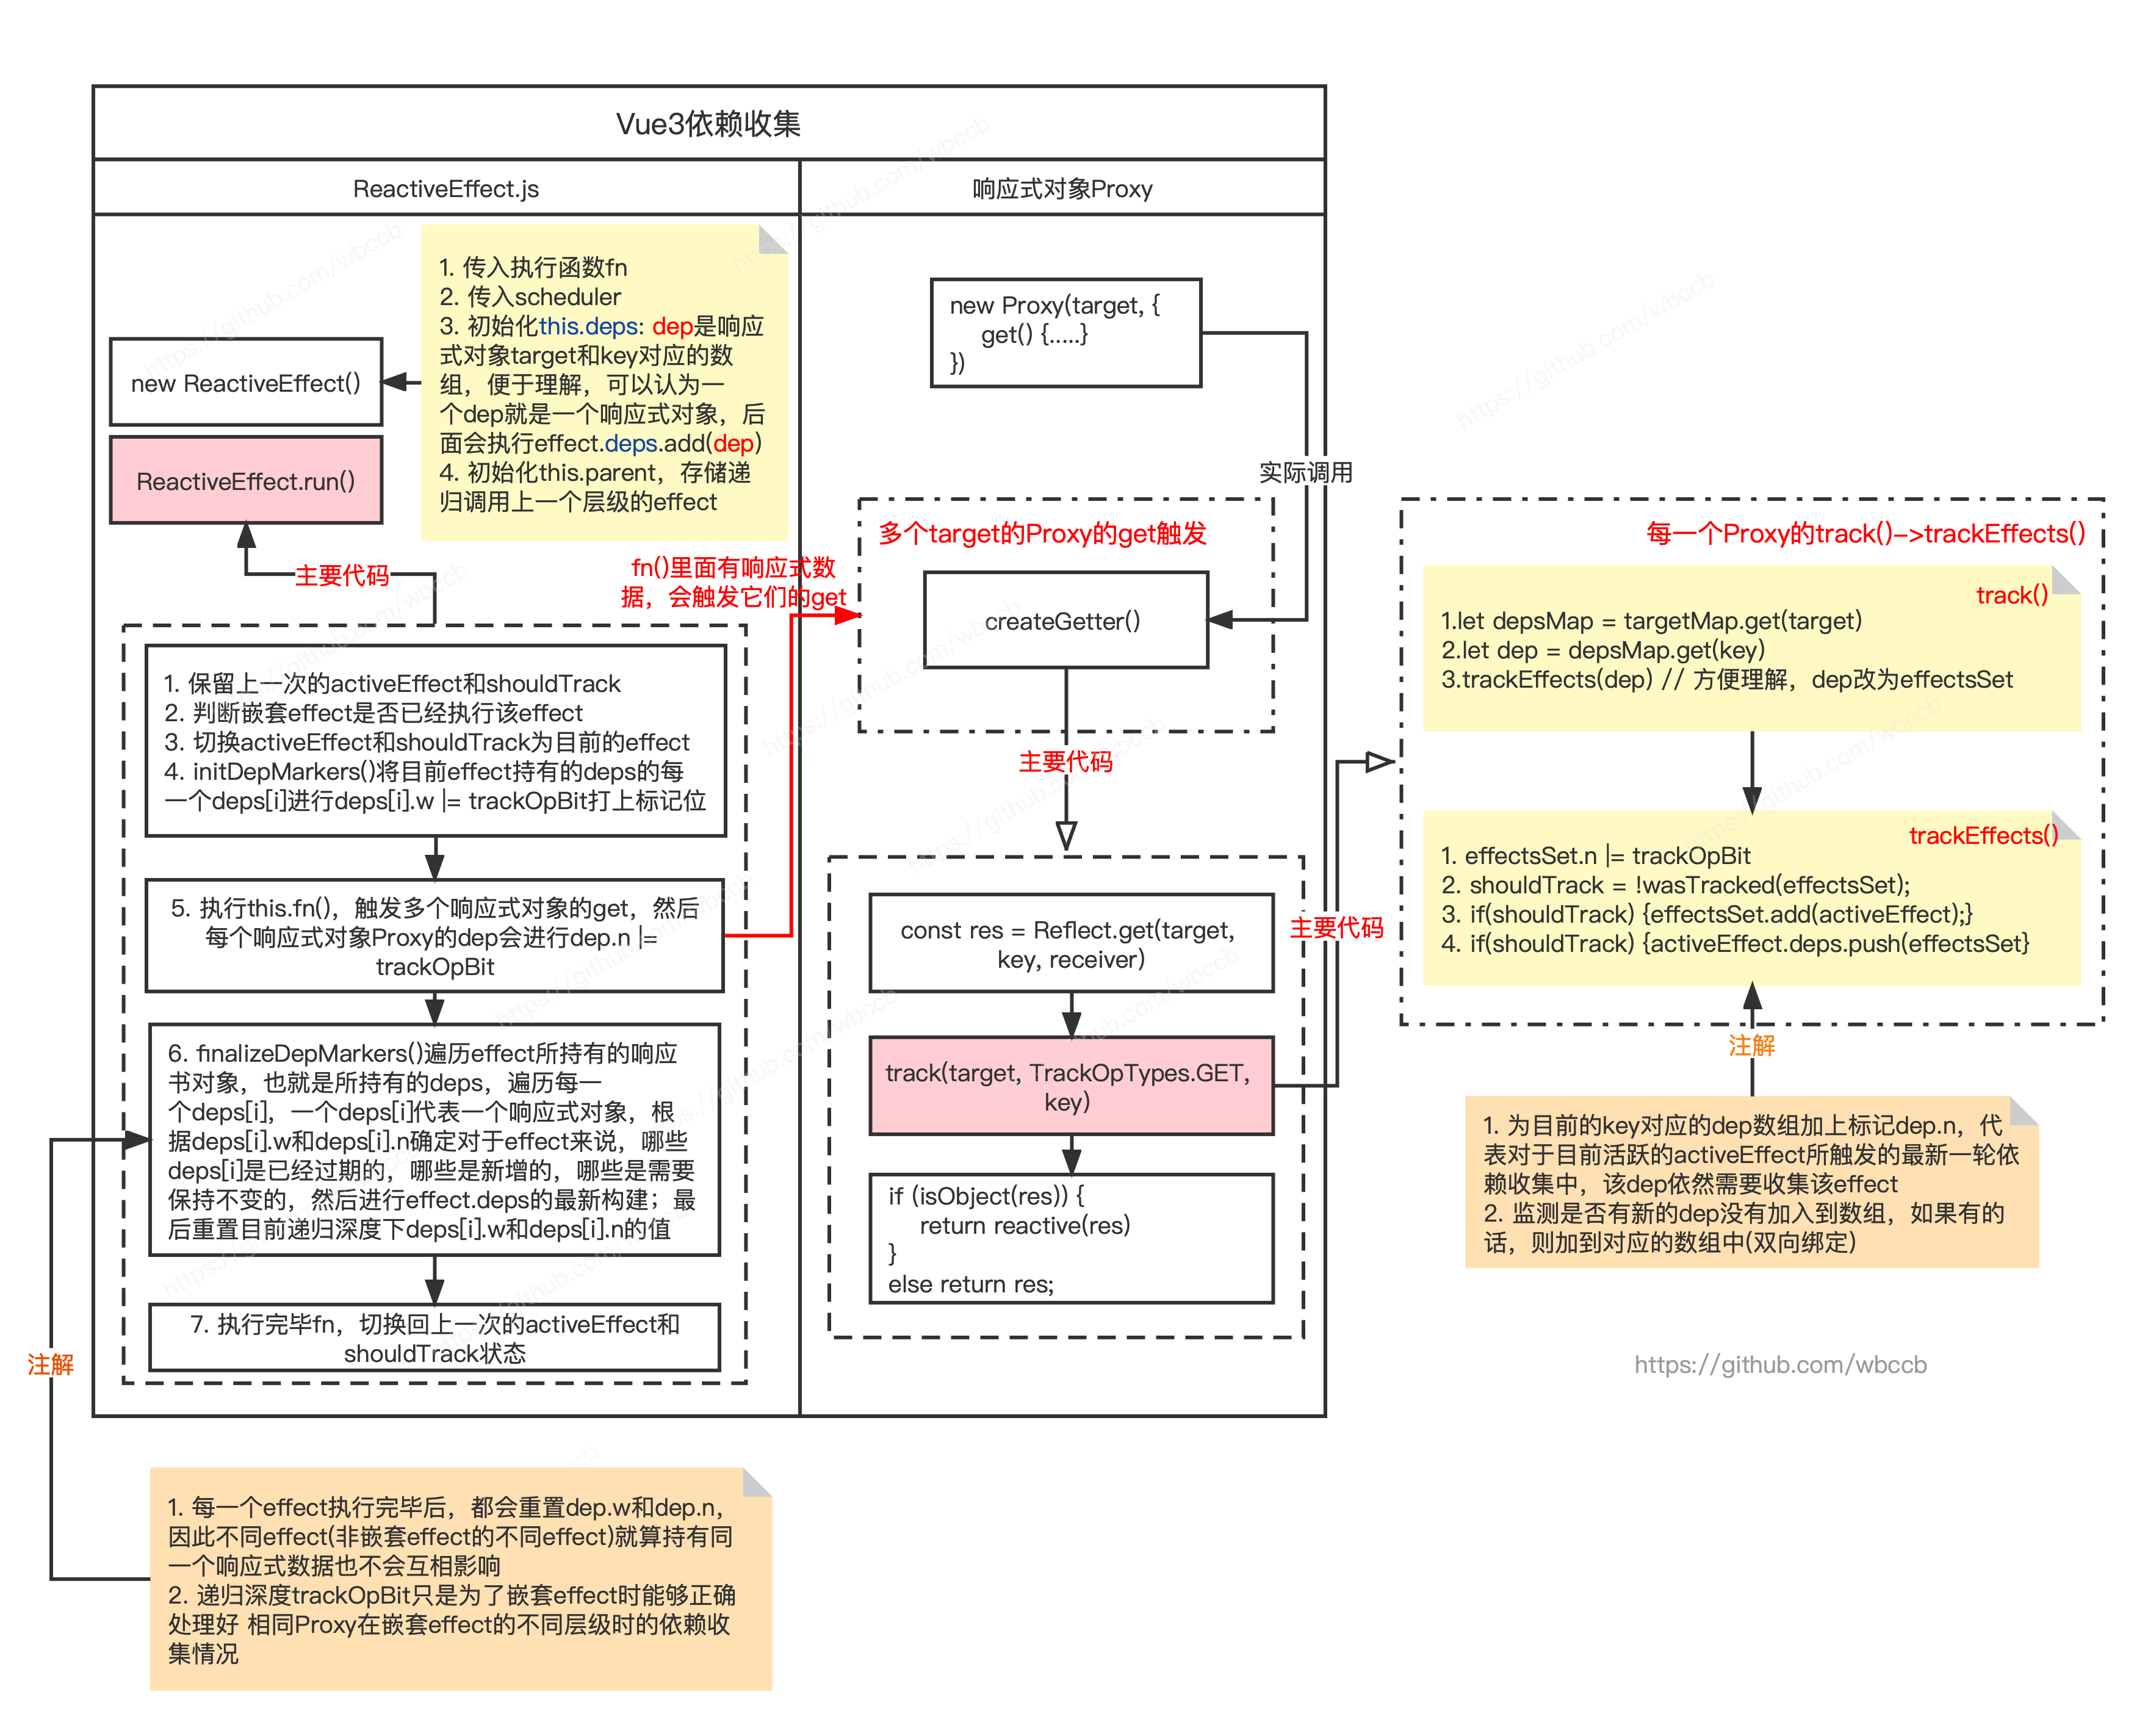 Vue3依赖收集
ReactiveEffect.js
响应式对象Proxy
1. 传入执行函数fn
2. 传入scheduler
3. 初始化this.deps: dep是响应
式对象target和key对应的数
组，便于理解，可以认为一
个dep就是一个响应式对象，后
面会执行effect.deps.add(dep)
4. 初始化this.parent，存储递
归调用上一个层级的effect
new ReactiveEffect()
ReactiveEffect.run()
主要代码
1. 保留上一次的activeEffect和shouldTrack
2. 判断嵌套effect是否已经执行该effect
3. 切换activeEffect和shouldTrack为目前的effect
4. initDepMarkers()将目前effect持有的deps的每
一个deps[i]进行deps[i].w |= trackOpBit打上标记位
5. 执行this.fn()，触发多个响应式对象的get，然后
每个响应式对象Proxy的dep会进行dep.n |=
trackOpBit
6. finalizeDepMarkers()遍历effect所持有的响应
书对象，也就是所持有的deps，遍历每一
个deps[i]，一个deps[i]代表一个响应式对象，根
据deps[i].w和deps[i].n确定对于effect来说，哪些
deps[i]是已经过期的，哪些是新增的，哪些是需要
保持不变的，然后进行effect.deps的最新构建；最
后重置目前递归深度下deps[i].w和deps[i].n的值
7. 执行完毕fn，切换回上一次的activeEffect和
shouldTrack状态
注解
1. 每一个effect执行完毕后，都会重置dep.w和dep.n，
因此不同effect(非嵌套effect的不同effect)就算持有同
一个响应式数据也不会互相影响
2. 递归深度trackOpBit只是为了嵌套effect时能够正确
处理好 相同Proxy在嵌套effect的不同层级时的依赖收
集情况
fn()里面有响应式数
据，会触发它们的get
new Proxy(target, {
get() {.....}
})
实际调用
多个target的Proxy的get触发
createGetter()
主要代码
const res = Reflect.get(target,
key, receiver)
track(target, TrackOpTypes.GET,
key)
if (isObject(res)) {
return reactive(res)
}
else return res;
主要代码
每一个Proxy的track()->trackEffects()
track()
1.let depsMap = targetMap.get(target)
2.let dep = depsMap.get(key)
3.trackEffects(dep) // 方便理解，dep改为effectsSet
trackEffects()
1. effectsSet.n |= trackOpBit
2. shouldTrack = !wasTracked(effectsSet);
3. if(shouldTrack) {effectsSet.add(activeEffect);}
4. if(shouldTrack) {activeEffect.deps.push(effectsSet}
注解
1. 为目前的key对应的dep数组加上标记dep.n，代
表对于目前活跃的activeEffect所触发的最新一轮依
赖收集中，该dep依然需要收集该effect
2. 监测是否有新的dep没有加入到数组，如果有的
话，则加到对应的数组中(双向绑定)
https://github.com/wbccb